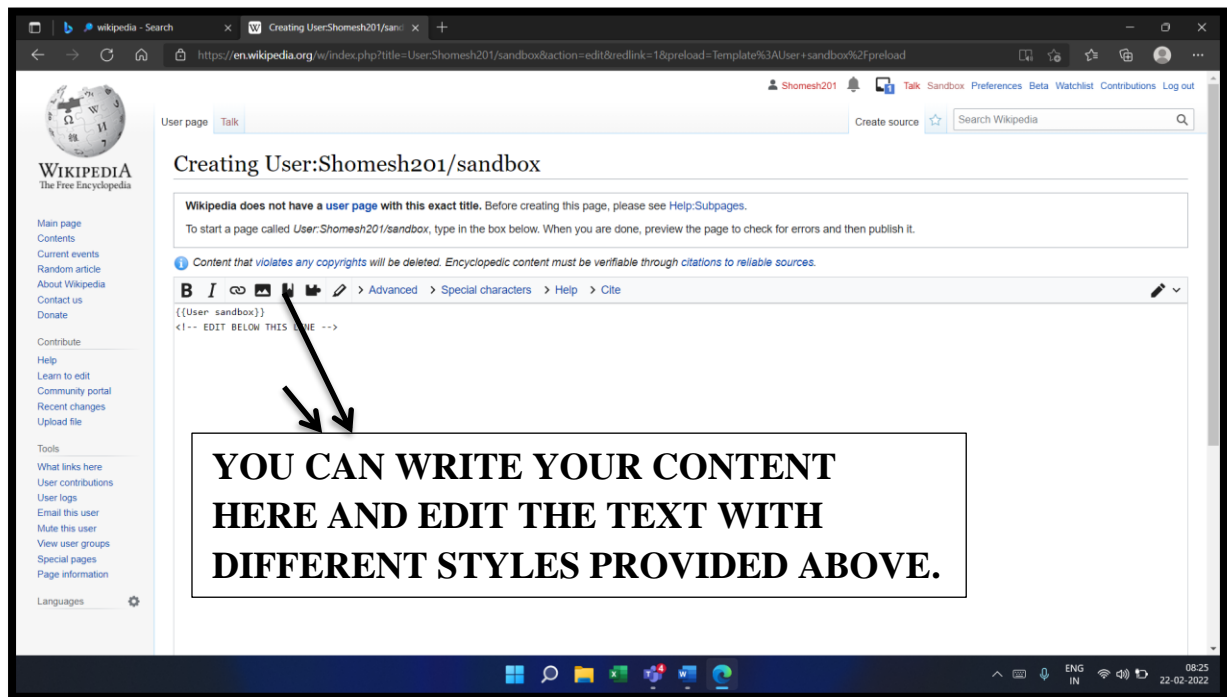 wikipedia - Search
Creating User:Shomesh201/sand
https://en.wikipedia.org/w/index.php?title=User:Shomesh201/sandbox&action=edit&redlink=1&preload=Template%3AUser+sandbox%2Fpreload
Shomesh201 1 Talk Sandbox Preferences Beta Watchlist Contributions Log out
User page Talk Create source Search Wikipedia
WIKIPEDIA
The Free Encyclopedia
Main page
Contents
Current events
Random article
About Wikipedia
Contact us
Donate
Contribute
Help
Learn to edit
Community portal
Recent changes
Upload file
Tools
What links here
User contributions
User logs
Email this user
Mute this user
View user groups
Special pages
Page information
Languages
Creating User:Shomesh201/sandbox
Wikipedia does not have a user page with this exact title. Before creating this page, please see Help:Subpages.
To start a page called User:Shomesh201/sandbox, type in the box below. When you are done, preview the page to check for errors and then publish it.
Content that violates any copyrights will be deleted. Encyclopedic content must be verifiable through citations to reliable sources.
B I Advanced Special characters Help Cite
{{User sandbox}}
<!-- EDIT BELOW THIS LINE -->
YOU CAN WRITE YOUR CONTENT
HERE AND EDIT THE TEXT WITH
DIFFERENT STYLES PROVIDED ABOVE.
4
ENG
IN
08:25
22-02-2022